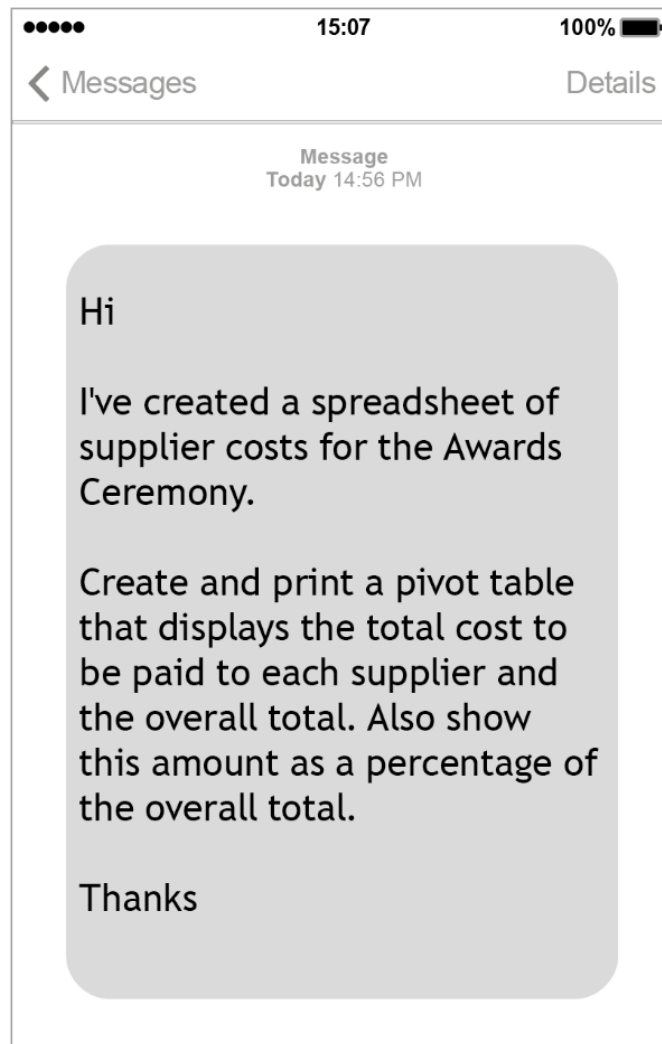 15:07 100%
Messages Details
Message
Today 14:56 PM
Hi
I've created a spreadsheet of
supplier costs for the Awards
Ceremony.
Create and print a pivot table
that displays the total cost to
be paid to each supplier and
the overall total. Also show
this amount as a percentage of
the overall total.
Thanks